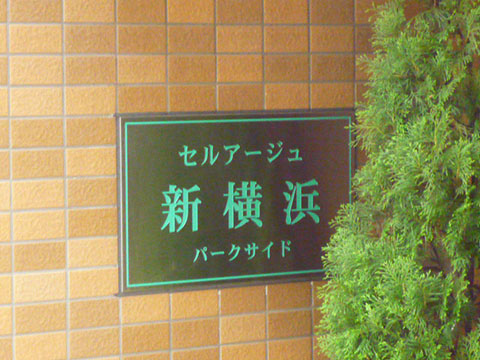 セルアージュ
新横浜
パークサイド